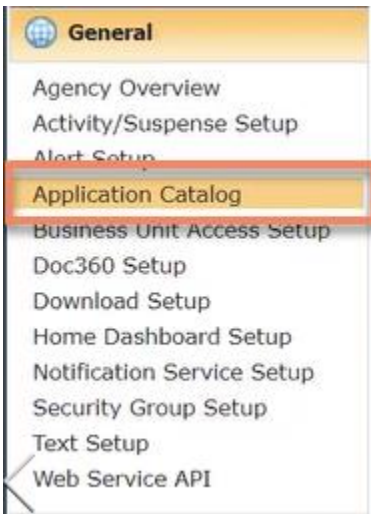 General
Agency Overview
Activity/Suspense Setup
Alert Setup
Application Catalog
Business Unit Access Setup
Doc360 Setup
Download Setup
Home Dashboard Setup
Notification Service Setup
Security Group Setup
Text Setup
Web Service API